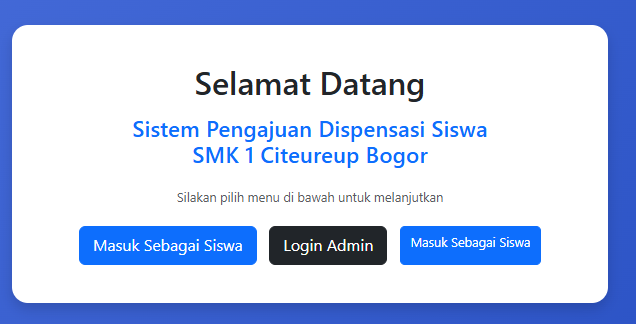 Selamat Datang
Sistem Pengajuan Dispensasi Siswa
SMK 1 Citeureup Bogor
Silakan pilih menu di bawah untuk melanjutkan
Masuk Sebagai Siswa Login Admin Masuk Sebagai Siswa